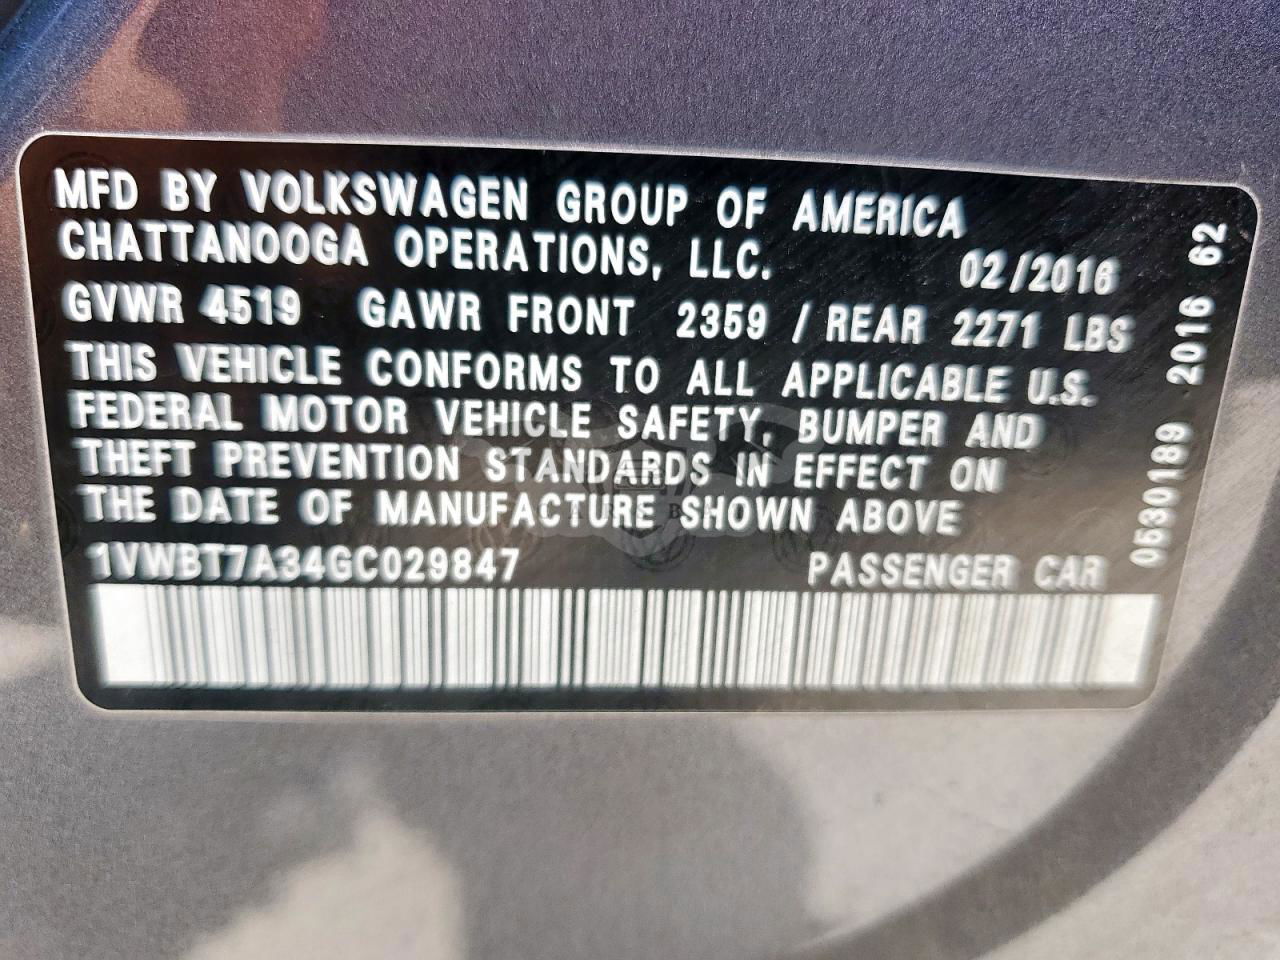 MFD BY VOLKSWAGEN GROUP OF AMERICA
CHATTANOOGA OPERATIONS, LLC. 02/2016
GVWR 4519 GAWR FRONT 2359 / REAR 2271 LBS
THIS VEHICLE CONFORMS TO ALL APPLICABLE U.S.
FEDERAL MOTOR VEHICLE SAFETY, BUMPER AND
THEFT PREVENTION STANDARDS IN EFFECT ON
THE DATE OF MANUFACTURE SHOWN ABOVE
1VWBT7A34GC029847 PASSENGER CAR
0530189 2016 62